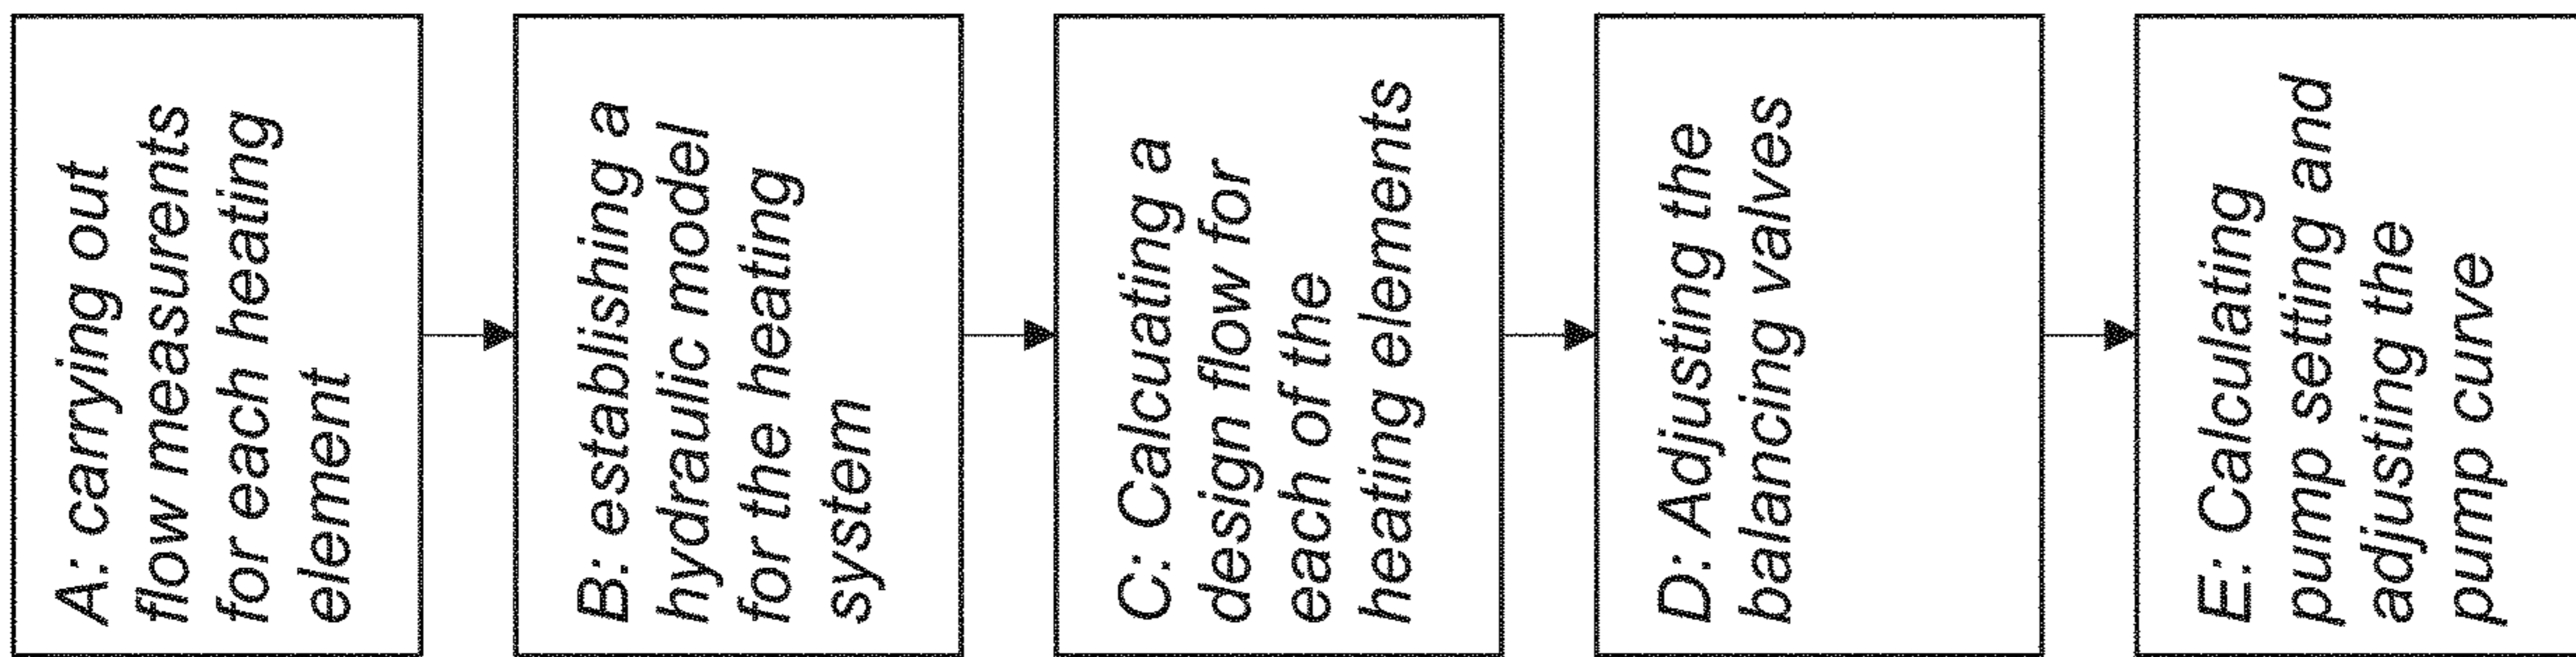 A: carrying out
flow measurents
for each heating
element
B: establishing a
hydraulic model
for the heating
system
C: Calcuating a
design flow for
each of the
heating elements
D: Adjusting the
balancing valves
E: Calculating
pump setting and
adjusting the
pump curve